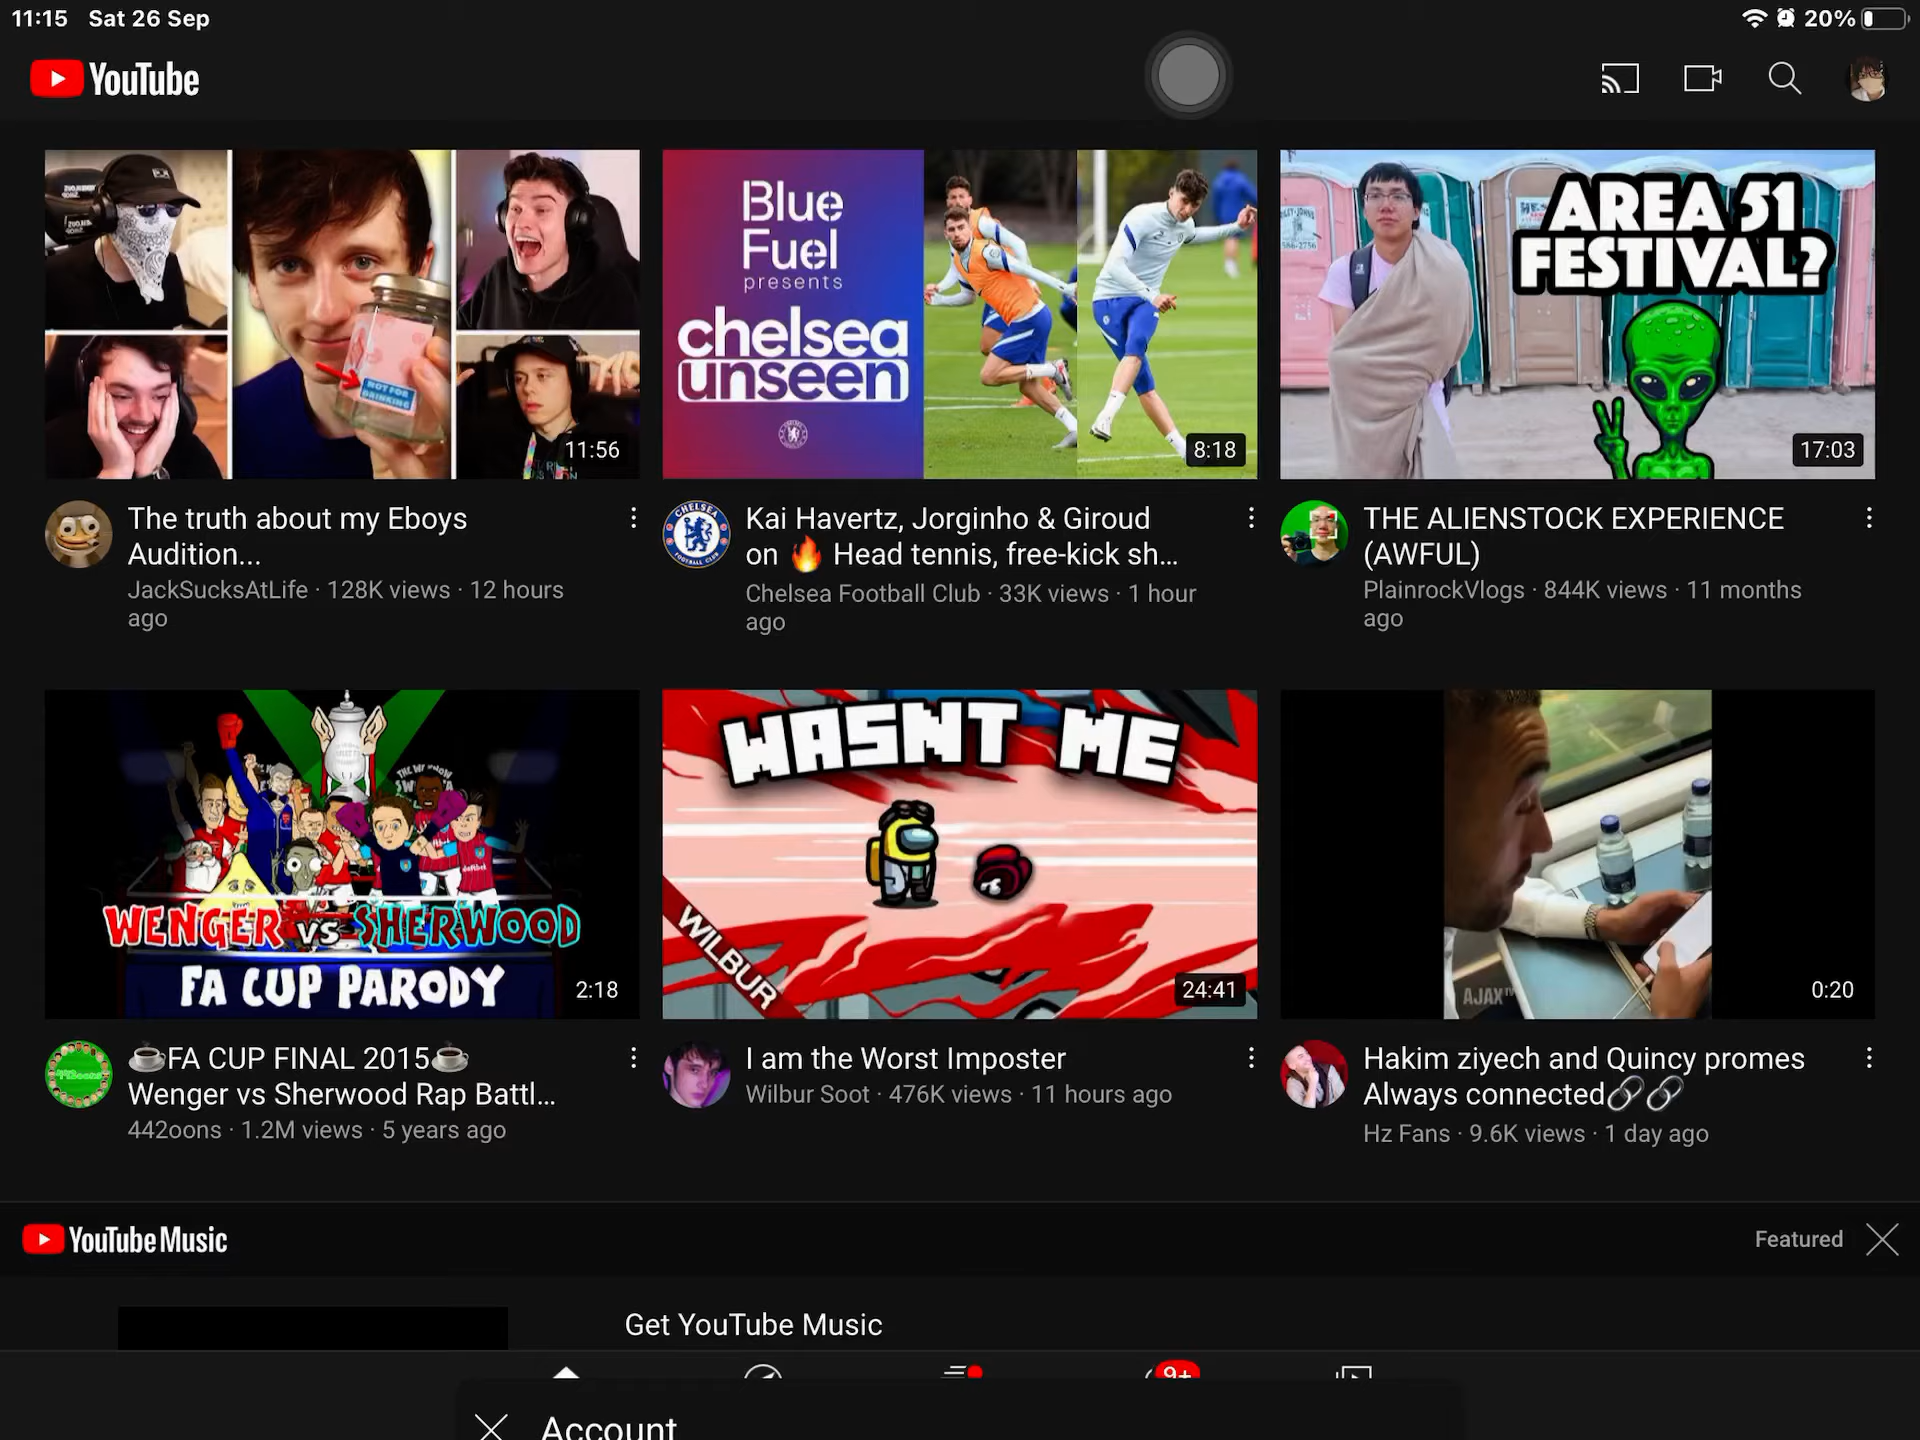 11:15 Sat 26 Sep
20%
YouTube
Blue
Fuel
presents
chelsea
unseen
AREA 51
FESTIVAL?
NOT FOR
DRINKING
11:56
8:18
17:03
The truth about my Eboys
Audition...
JackSucksAtLife · 128K views · 12 hours
ago
Kai Havertz, Jorginho & Giroud
on 🔥 Head tennis, free-kick sh...
Chelsea Football Club · 33K views · 1 hour
ago
THE ALIENSTOCK EXPERIENCE
(AWFUL)
PlainrockVlogs · 844K views · 11 months
ago
WENGER VS SHERWOOD
FA CUP PARODY
2:18
WASNT ME
WILBUR
24:41
AJAX TV
0:20
☕FA CUP FINAL 2015☕
Wenger vs Sherwood Rap Battl...
442oons · 1.2M views · 5 years ago
I am the Worst Imposter
Wilbur Soot · 476K views · 11 hours ago
Hakim ziyech and Quincy promes
Always connected🔗🔗
Hz Fans · 9.6K views · 1 day ago
YouTube Music
Featured
Get YouTube Music
9+
Account